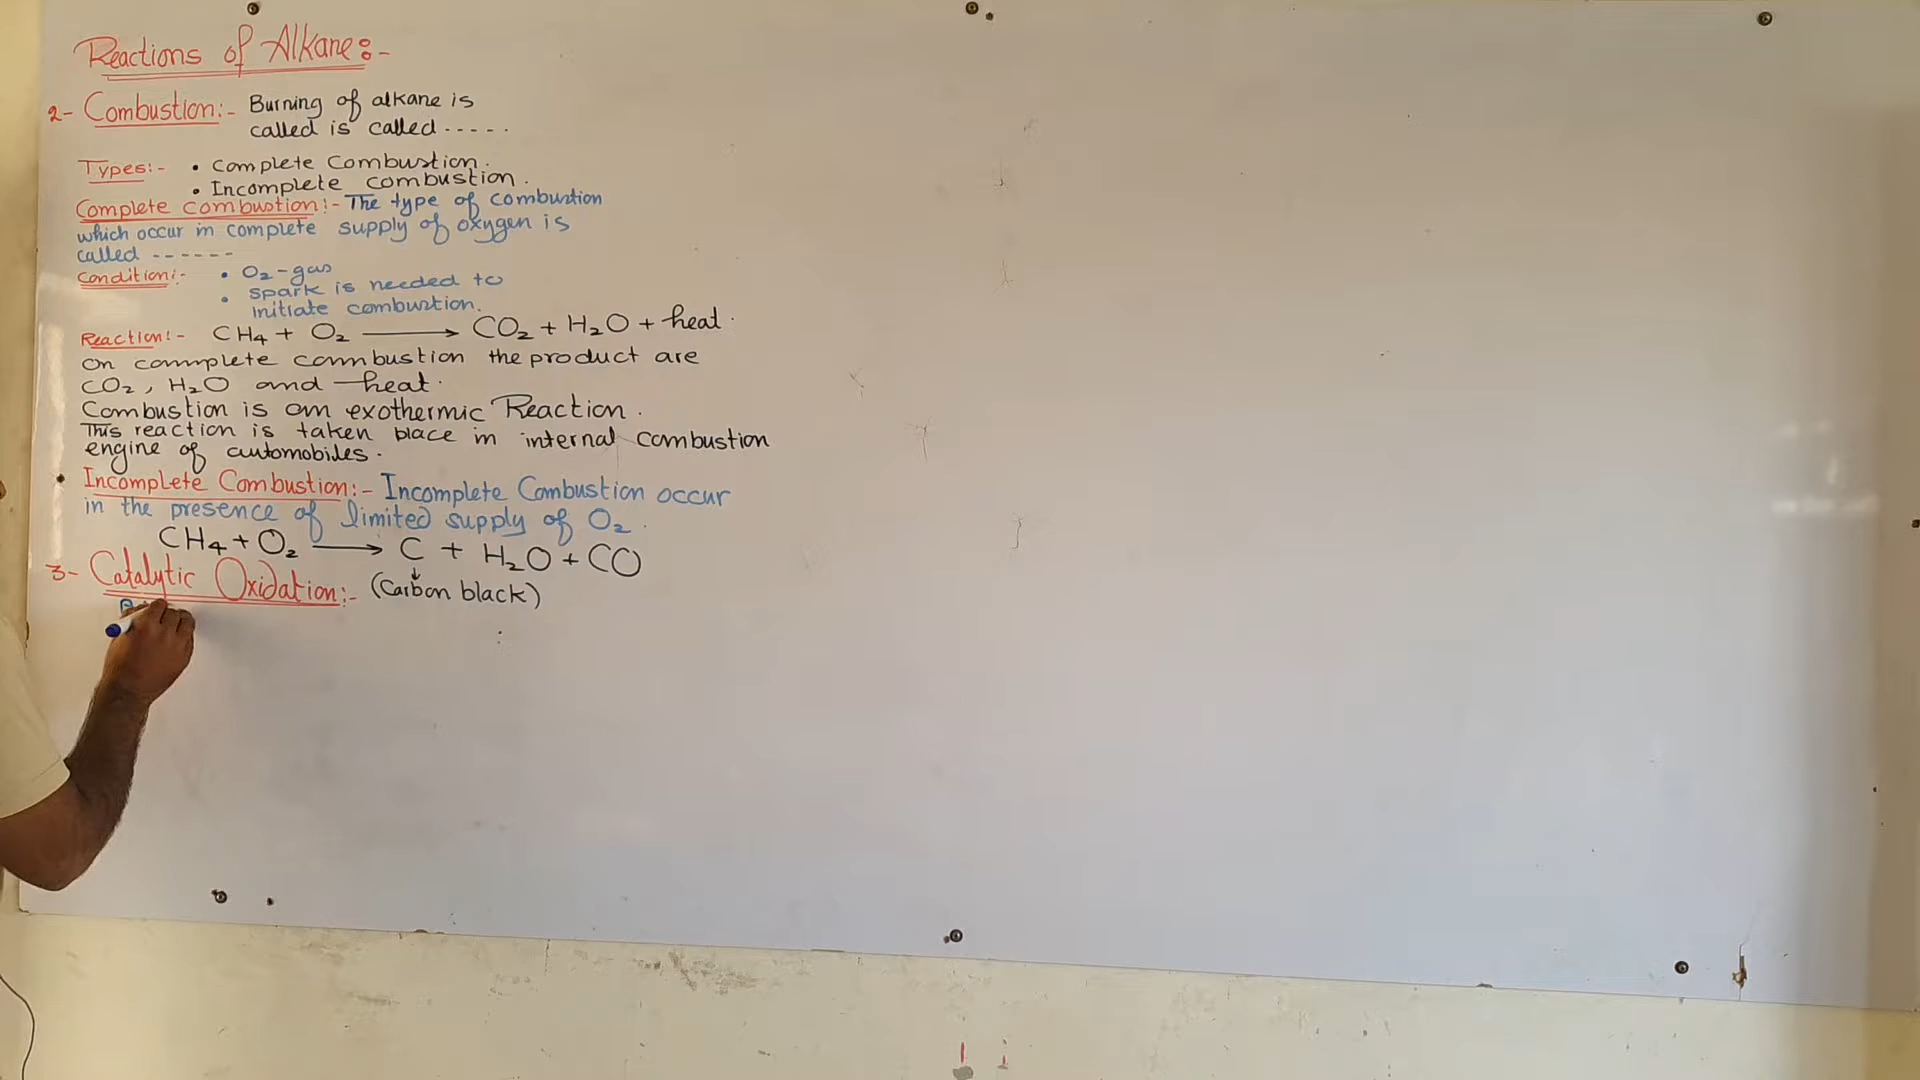 Reactions of Alkane:-
2- Combustion:- Burning of alkane is
called is called -----
Types:- • Complete Combustion.
• Incomplete combustion.
Complete combustion:- The type of combustion
which occur in complete supply of oxygen is
called ------
Condition:- • O₂-gas
• Spark is needed to
initiate combustion.
Reaction:- CH₄ + O₂ ⟶ CO₂ + H₂O + heat.
On complete combustion the product are
CO₂, H₂O and heat.
Combustion is an exothermic Reaction.
This reaction is taken place in internal combustion
engine of automobiles.
• Incomplete Combustion:- Incomplete Combustion occur
in the presence of limited supply of O₂.
CH₄ + O₂ ⟶ C + H₂O + CO
3- Catalytic Oxidation:- (Carbon black)